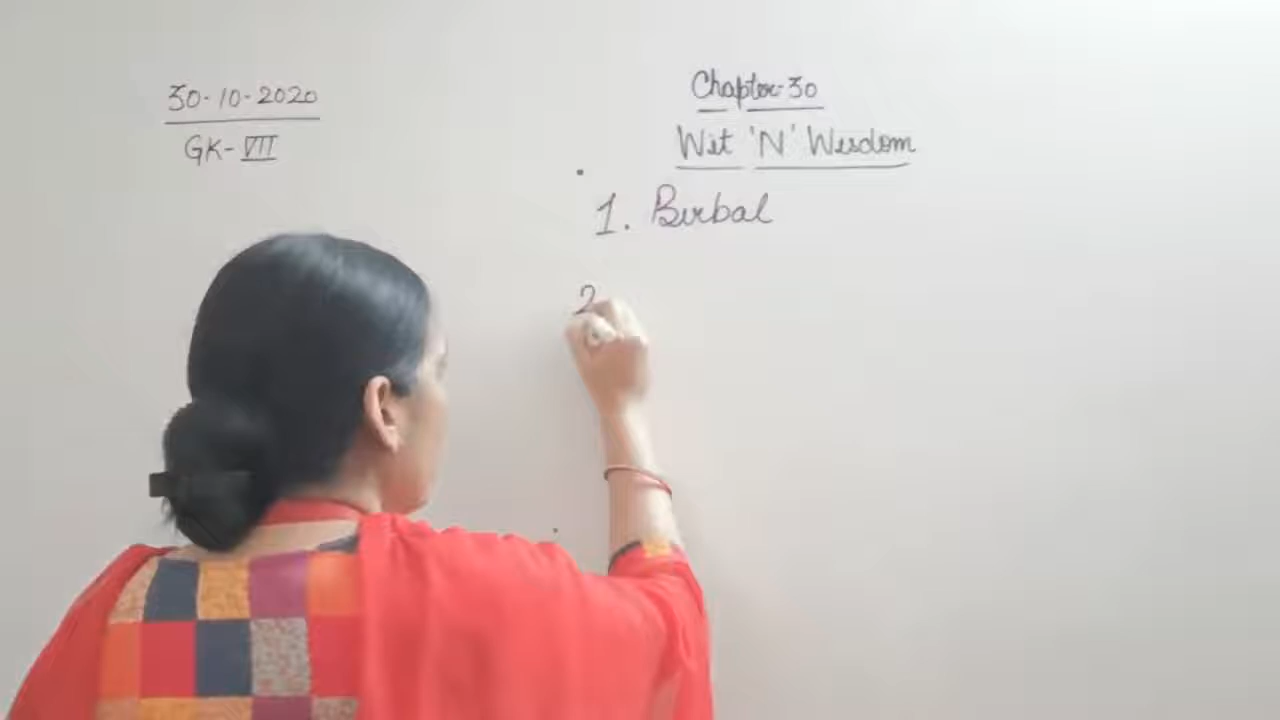 30-10-2020
GK-VII
Chapter-30
Wit 'N' Wisdom
1. Birbal
2